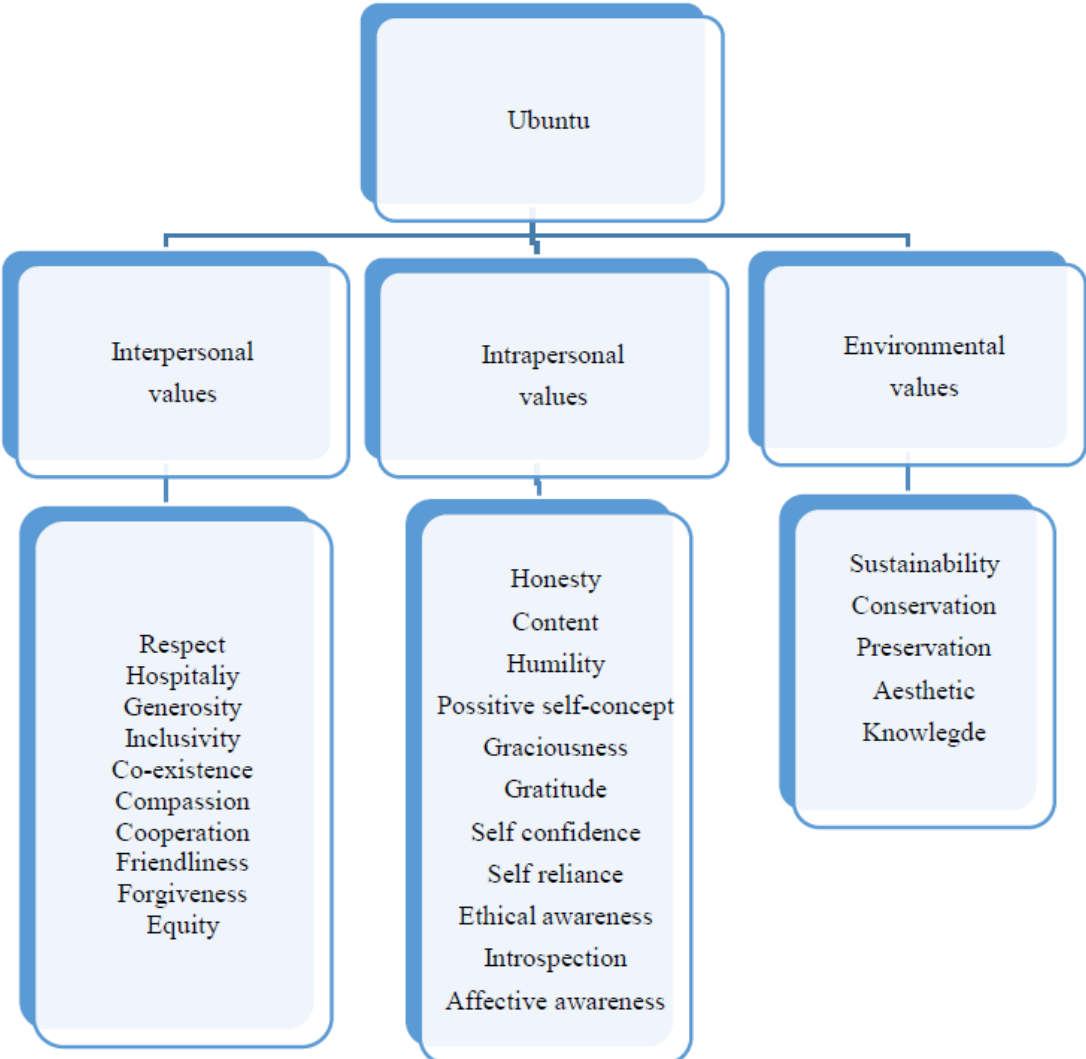 Ubuntu
Interpersonal
values
Intrapersonal
values
Environmental
values
Respect
Hospitaliy
Generosity
Inclusivity
Co-existence
Compassion
Cooperation
Friendliness
Forgiveness
Equity
Honesty
Content
Humility
Possitive self-concept
Graciousness
Gratitude
Self confidence
Self reliance
Ethical awareness
Introspection
Affective awareness
Sustainability
Conservation
Preservation
Aesthetic
Knowlegde